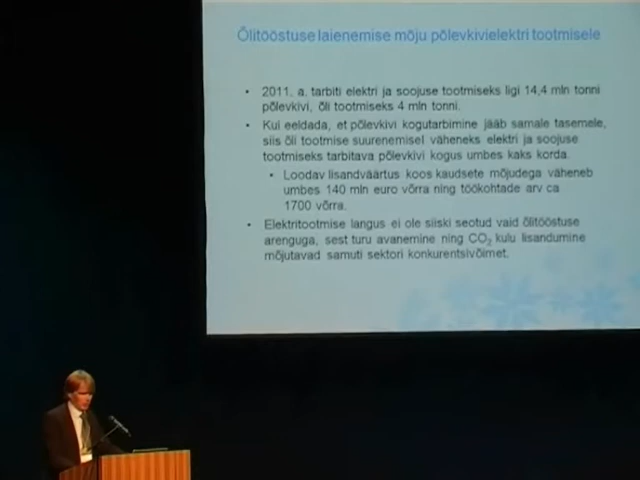 Õlitööstuse laienemise mõju põlevkivielektri tootmisele
• 2011. a. tarbiti elektri ja soojuse tootmiseks ligi 14,4 mln tonni
põlevkivi, õli tootmiseks 4 mln tonni.
• Kui eeldada, et põlevkivi kogutarbimine jääb samale tasemele,
siis õli tootmise suurenemisel väheneks elektri ja soojuse
tootmiseks tarbitava põlevkivi kogus umbes kaks korda.
• Loodav lisandväärtus koos kaudsete mõjudega väheneb
umbes 140 mln euro võrra ning töökohtade arv ca
1700 võrra.
• Elektritootmise langus ei ole siiski seotud vaid õlitööstuse
arenguga, sest turu avanemine ning CO₂ kulu lisandumine
mõjutavad samuti sektori konkurentsivõimet.